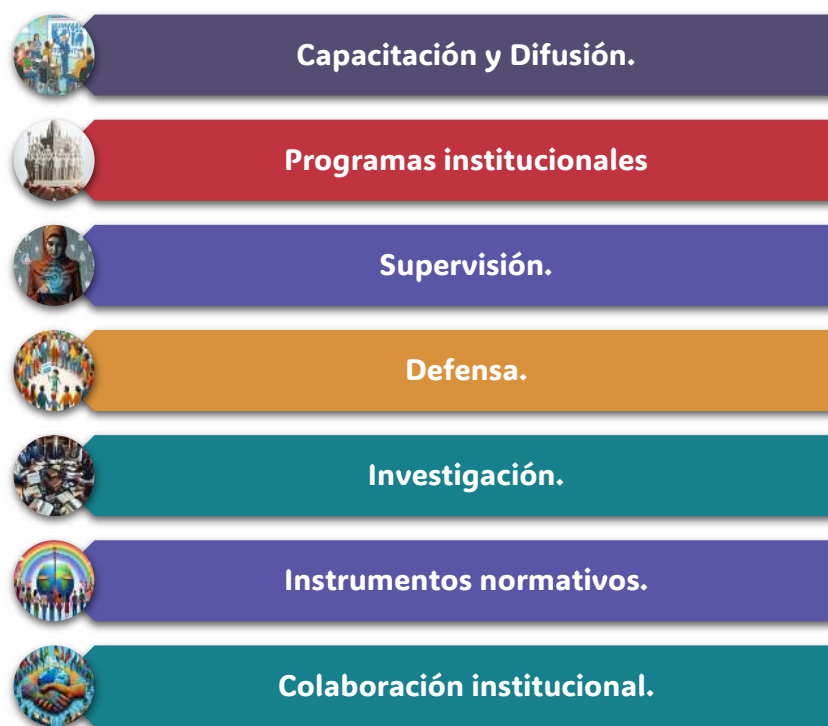 Capacitación y Difusión.
Programas institucionales
Supervisión.
Defensa.
Investigación.
Instrumentos normativos.
Colaboración institucional.